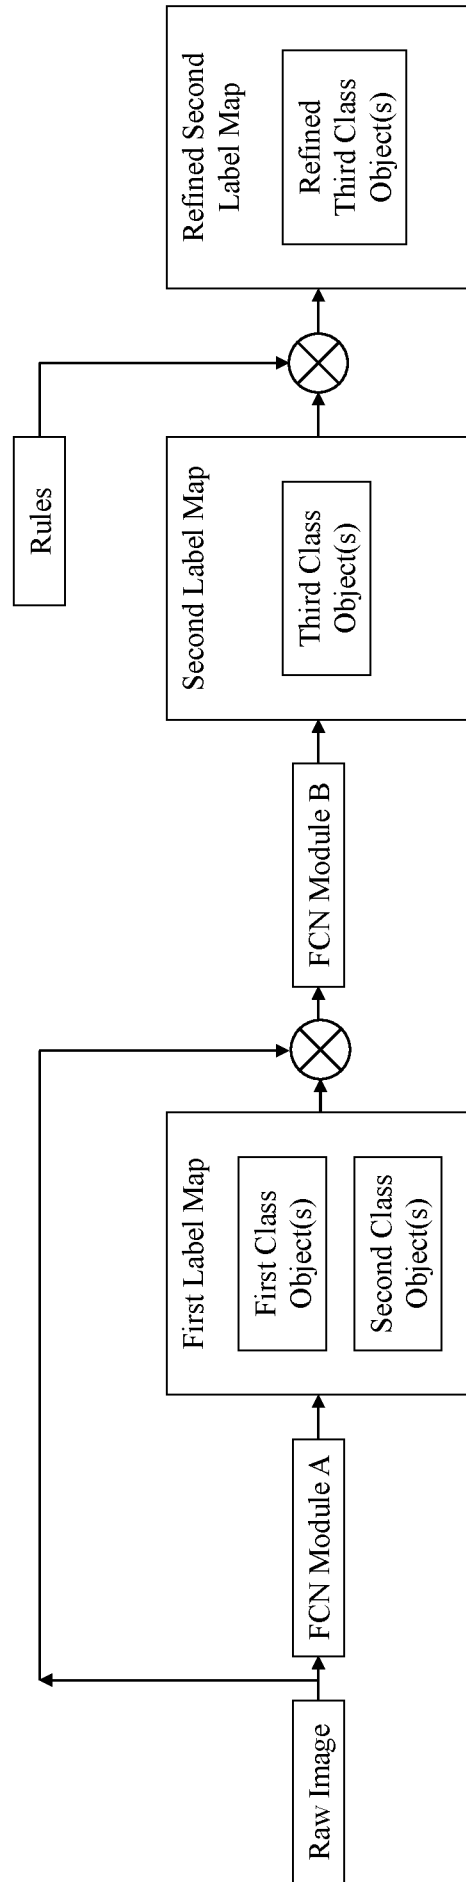 Raw Image
FCN Module A
First Label Map
First Class
Object(s)
Second Class
Object(s)
FCN Module B
Second Label Map
Third Class
Object(s)
Rules
Refined Second
Label Map
Refined
Third Class
Object(s)